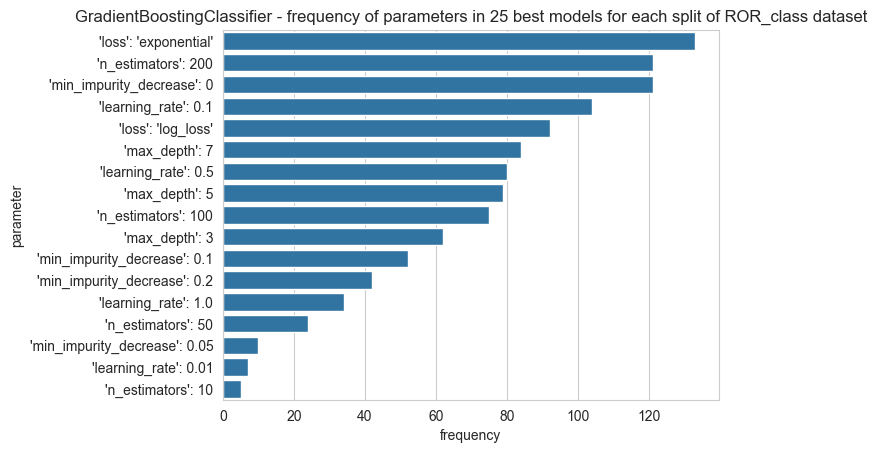 GradientBoostingClassifier - frequency of parameters in 25 best models for each split of ROR_class dataset
'loss': 'exponential'
'n_estimators': 200
'min_impurity_decrease': 0
'learning_rate': 0.1
'loss': 'log_loss'
'max_depth': 7
'learning_rate': 0.5
'max_depth': 5
'n_estimators': 100
'max_depth': 3
'min_impurity_decrease': 0.1
'min_impurity_decrease': 0.2
'learning_rate': 1.0
'n_estimators': 50
'min_impurity_decrease': 0.05
'learning_rate': 0.01
'n_estimators': 10
parameter
0 20 40 60 80 100 120
frequency